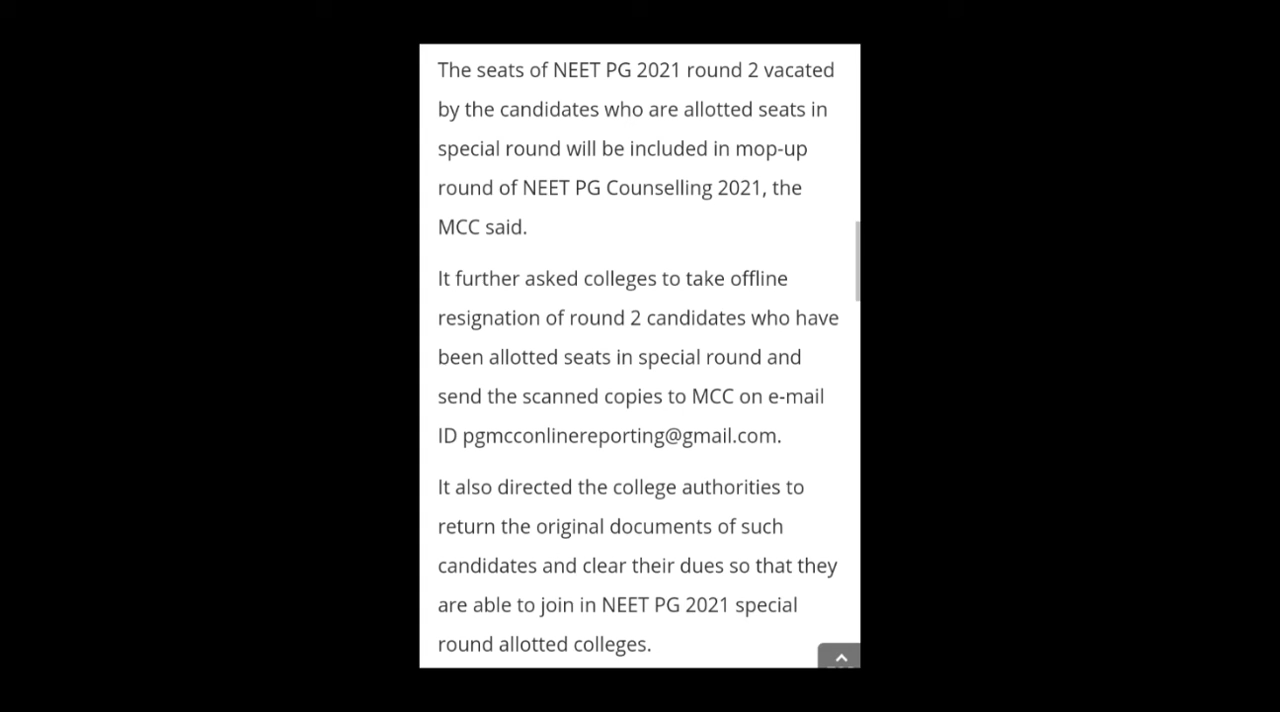 The seats of NEET PG 2021 round 2 vacated
by the candidates who are allotted seats in
special round will be included in mop-up
round of NEET PG Counselling 2021, the
MCC said.
It further asked colleges to take offline
resignation of round 2 candidates who have
been allotted seats in special round and
send the scanned copies to MCC on e-mail
ID pgmcconlinereporting@gmail.com.
It also directed the college authorities to
return the original documents of such
candidates and clear their dues so that they
are able to join in NEET PG 2021 special
round allotted colleges.